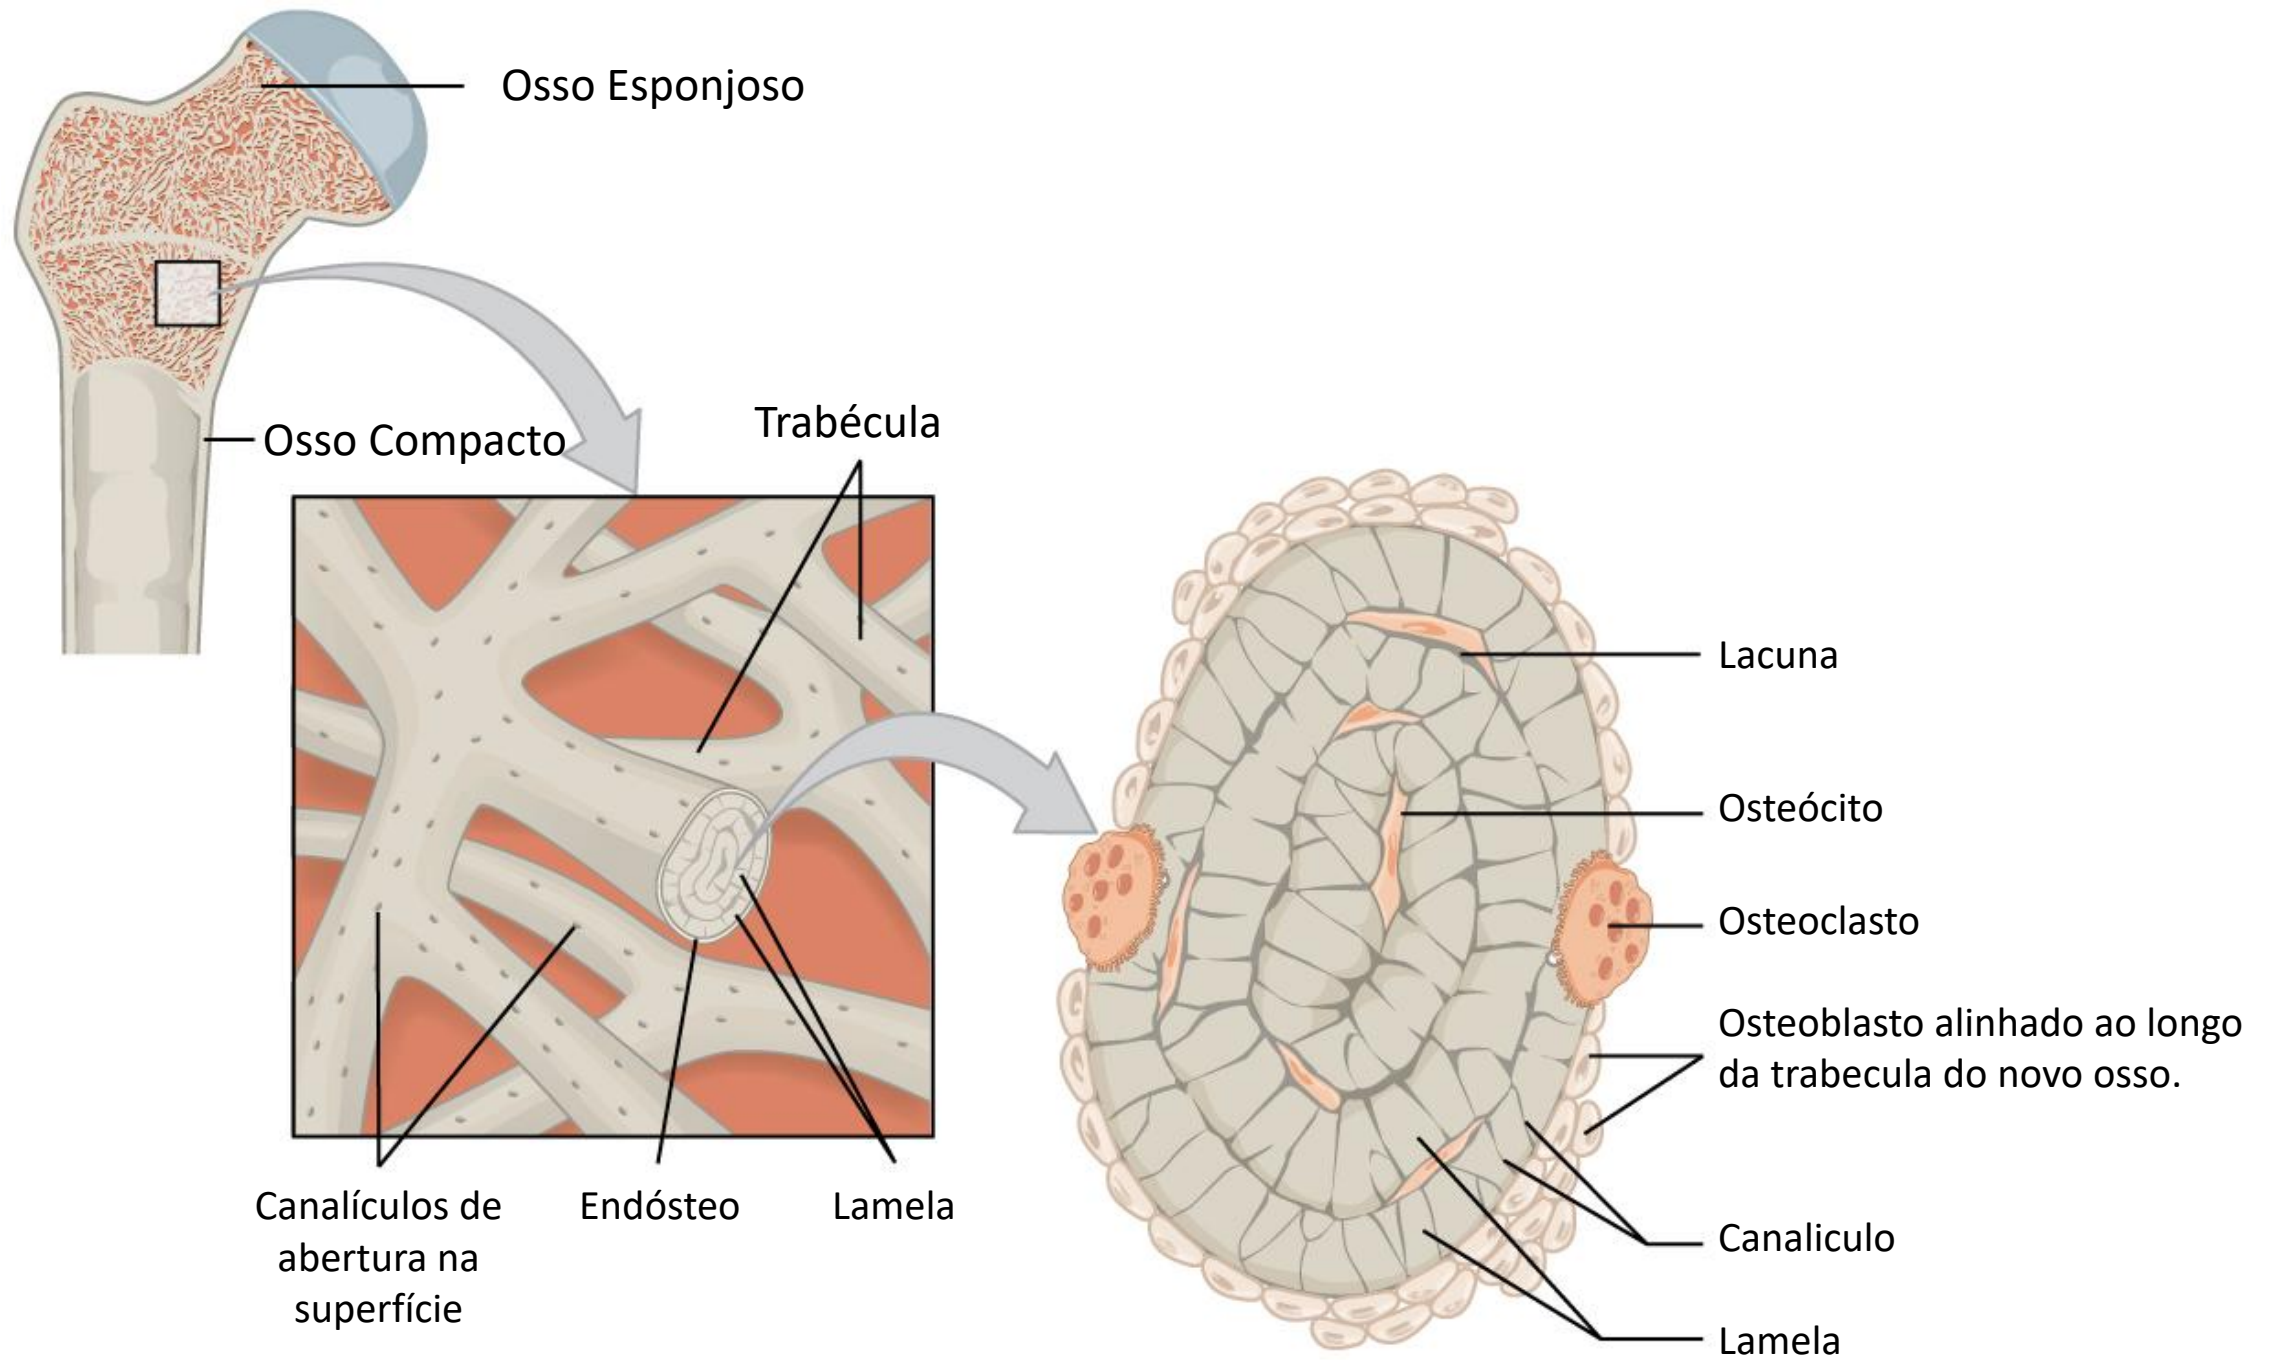 Osso Esponjoso
Osso Compacto
Trabécula
Canalículos de
abertura na
superfície
Endósteo
Lamela
Lacuna
Osteócito
Osteoclasto
Osteoblasto alinhado ao longo
da trabecula do novo osso.
Canaliculo
Lamela